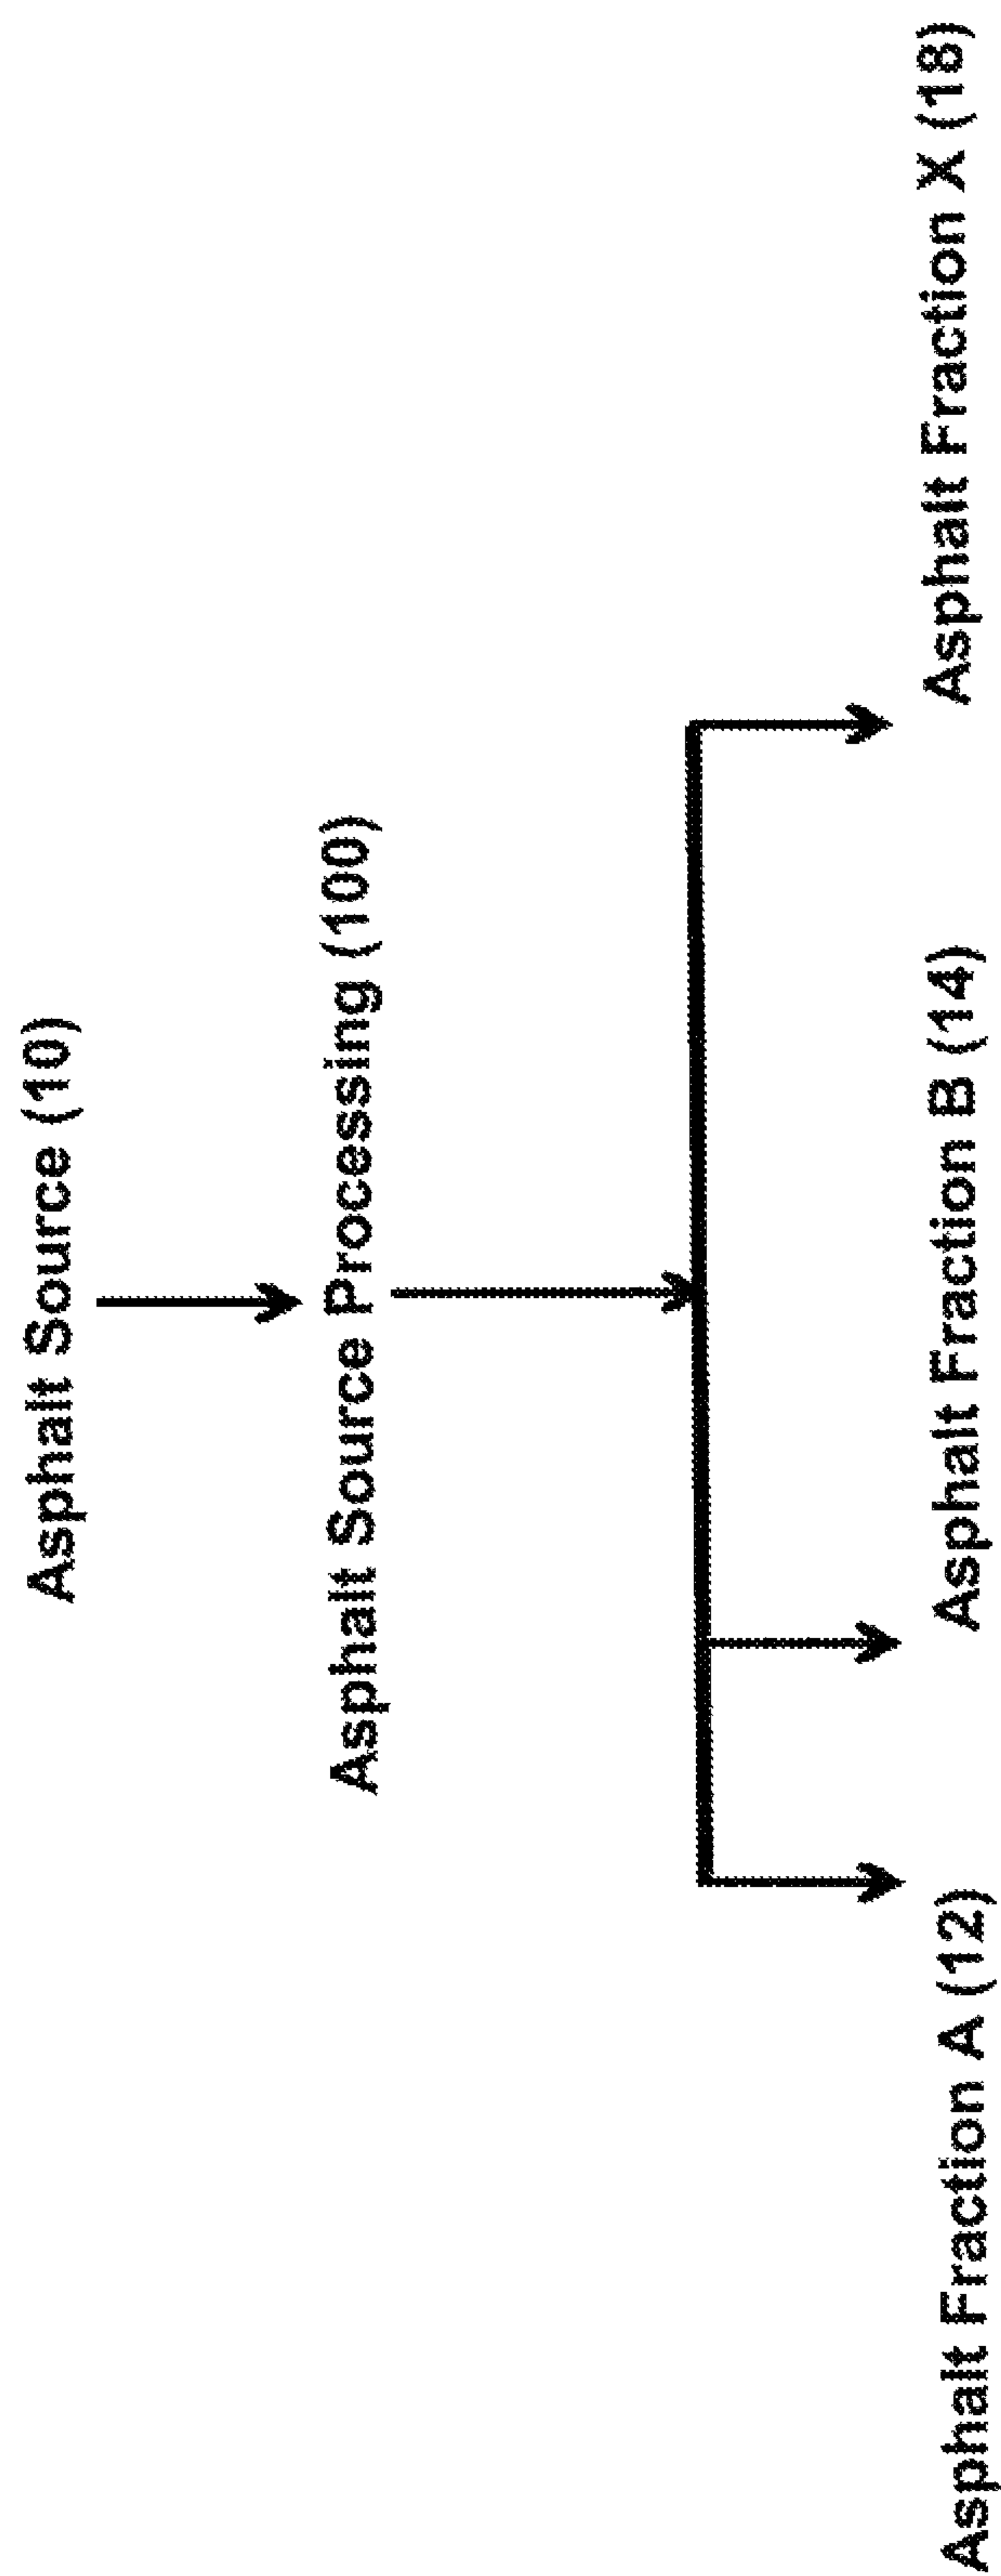 Asphalt Source (10)
Asphalt Source Processing (100)
Asphalt Fraction A (12)
Asphalt Fraction B (14)
Asphalt Fraction X (18)